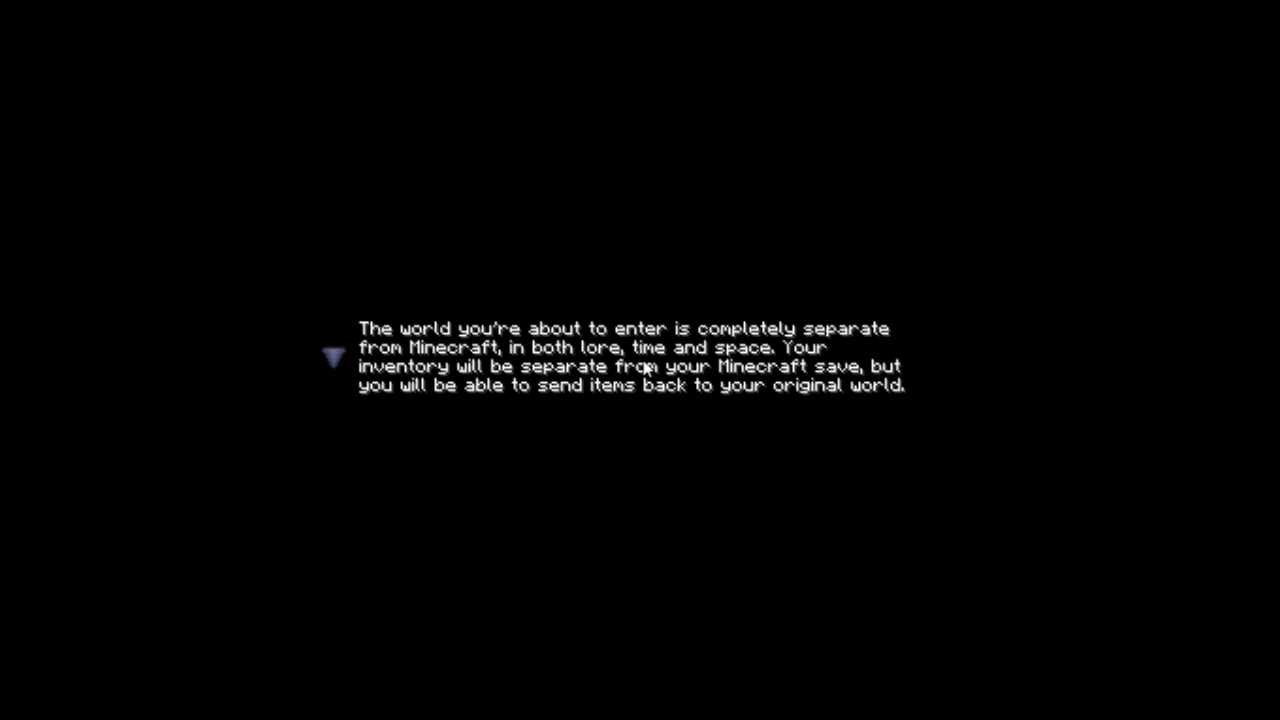 The world you're about to enter is completely separate
from Minecraft, in both lore, time and space. Your
inventory will be separate from your Minecraft save, but
you will be able to send items back to your original world.